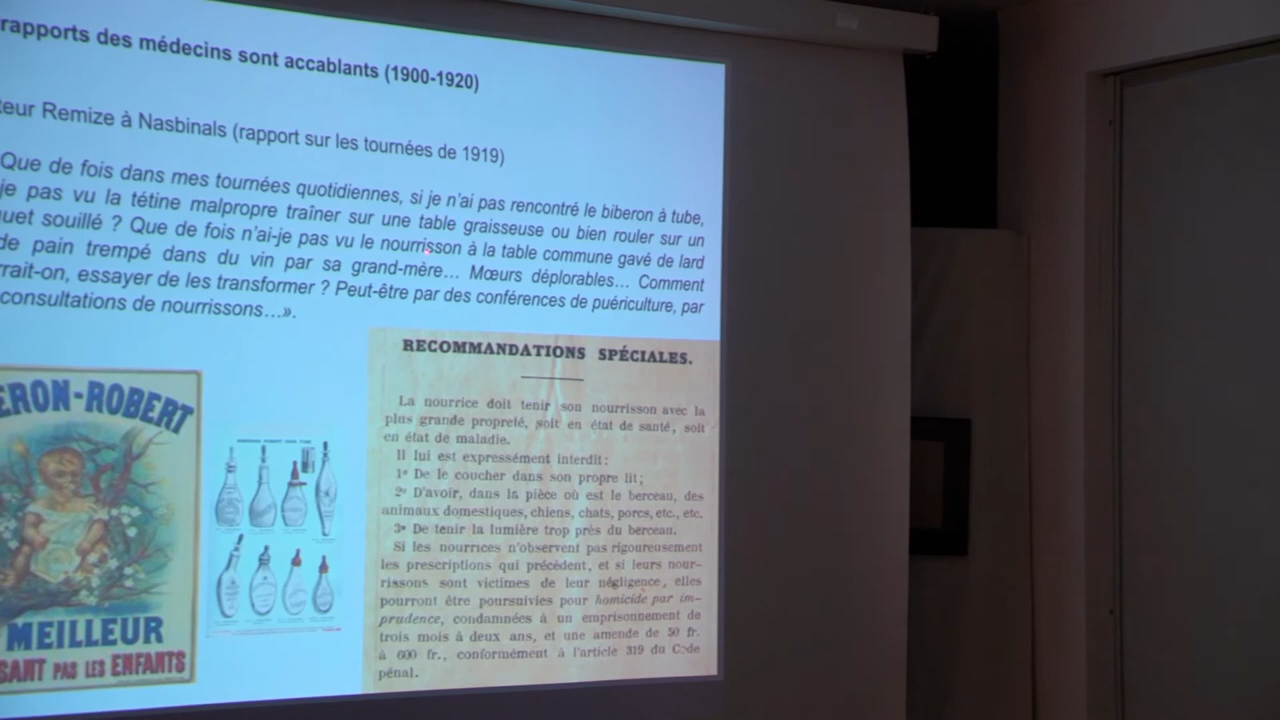 rapports des médecins sont accablants (1900-1920)
teur Remize à Nasbinals (rapport sur les tournées de 1919)
Que de fois dans mes tournées quotidiennes, si je n'ai pas rencontré le biberon à tube,
je pas vu la tétine malpropre traîner sur une table graisseuse ou bien rouler sur un
uet souillé ? Que de fois n'ai-je pas vu le nourrisson à la table commune gavé de lard
de pain trempé dans du vin par sa grand-mère… Mœurs déplorables… Comment
rrait-on, essayer de les transformer ? Peut-être par des conférences de puériculture, par
consultations de nourrissons…».
ERON-ROBERT
MEILLEUR
SANT PAS LES ENFANTS
RECOMMANDATIONS SPÉCIALES.
La nourrice doit tenir son nourrisson avec la
plus grande propreté, soit en état de santé, soit
en état de maladie.
Il lui est expressément interdit:
1° De le coucher dans son propre lit;
2° D'avoir, dans la pièce où est le berceau, des
animaux domestiques, chiens, chats, porcs, etc., etc.
3° De tenir la lumière trop près du berceau.
Si les nourrices n'observent pas rigoureusement
les prescriptions qui précèdent, et si leurs nour-
rissons sont victimes de leur négligence, elles
pourront être poursuivies pour homicide par im-
prudence, condamnées à un emprisonnement de
trois mois à deux ans, et une amende de 50 fr.
à 600 fr., conformément à l'article 319 du Code
pénal.